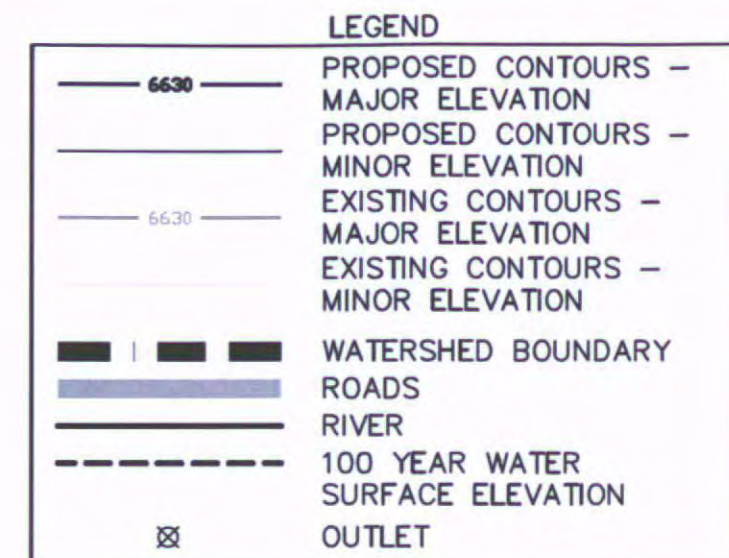 LEGEND
6630 PROPOSED CONTOURS –
MAJOR ELEVATION
PROPOSED CONTOURS –
MINOR ELEVATION
6630 EXISTING CONTOURS –
MAJOR ELEVATION
EXISTING CONTOURS –
MINOR ELEVATION
WATERSHED BOUNDARY
ROADS
RIVER
100 YEAR WATER
SURFACE ELEVATION
OUTLET